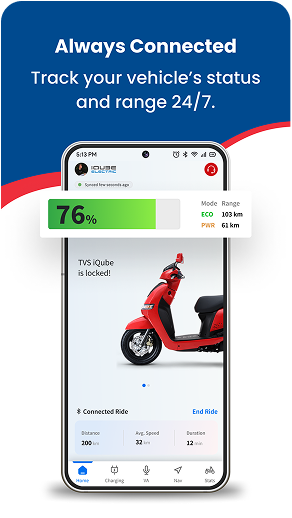 Always Connected
Track your vehicle's status
and range 24/7.
5:13 PM
iQUBE
ELECTRIC
Synced few seconds ago
76%
Mode Range
ECO 103 km
PWR 61 km
TVS iQube
is locked!
Connected Ride End Ride
Distance Avg. Speed Duration
200 km 32 km 12 min
Home Charging VA Nav Stats